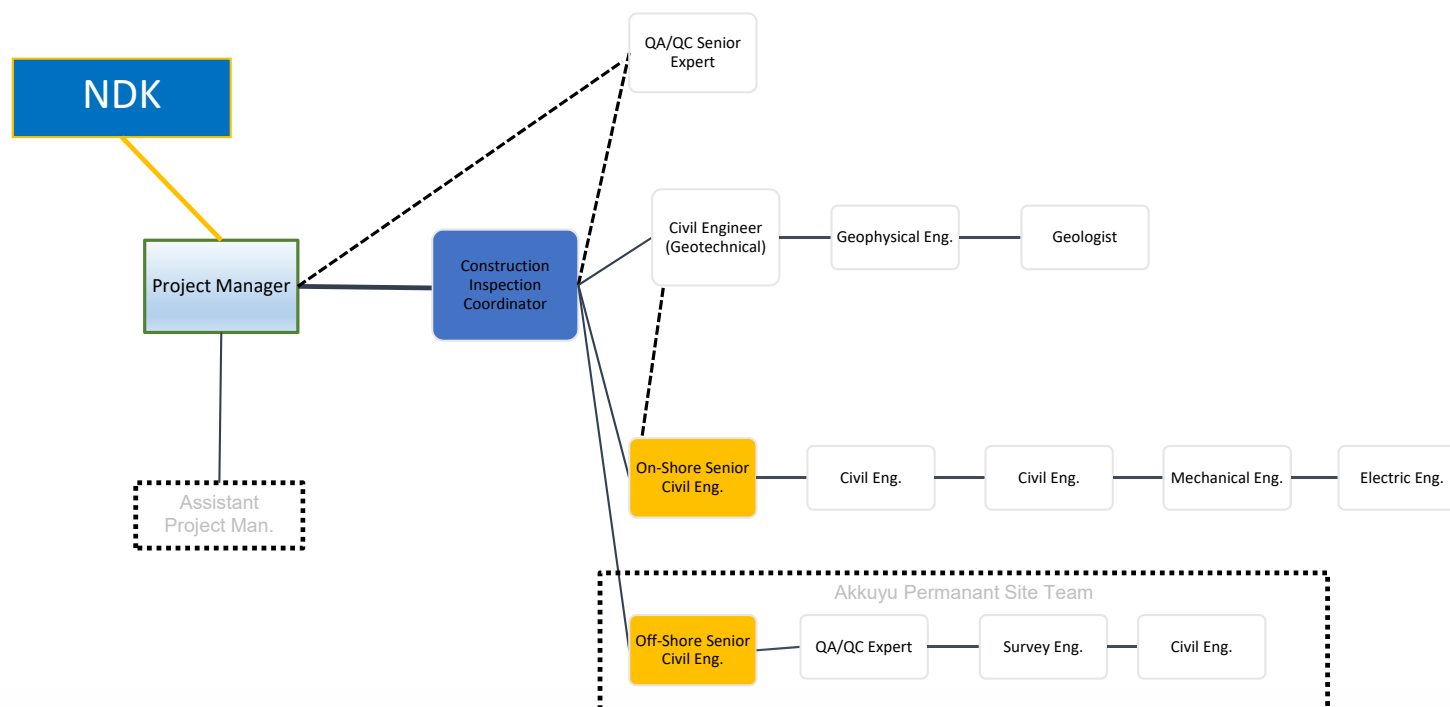 QA/QC Senior
Expert
NDK
Civil Engineer
(Geotechnical)
Geophysical Eng.
Geologist
Project Manager
Construction
Inspection
Coordinator
On-Shore Senior
Civil Eng.
Civil Eng.
Civil Eng.
Mechanical Eng.
Electric Eng.
Assistant
Project Man.
Akkuyu Permanant Site Team
Off-Shore Senior
Civil Eng.
QA/QC Expert
Survey Eng.
Civil Eng.